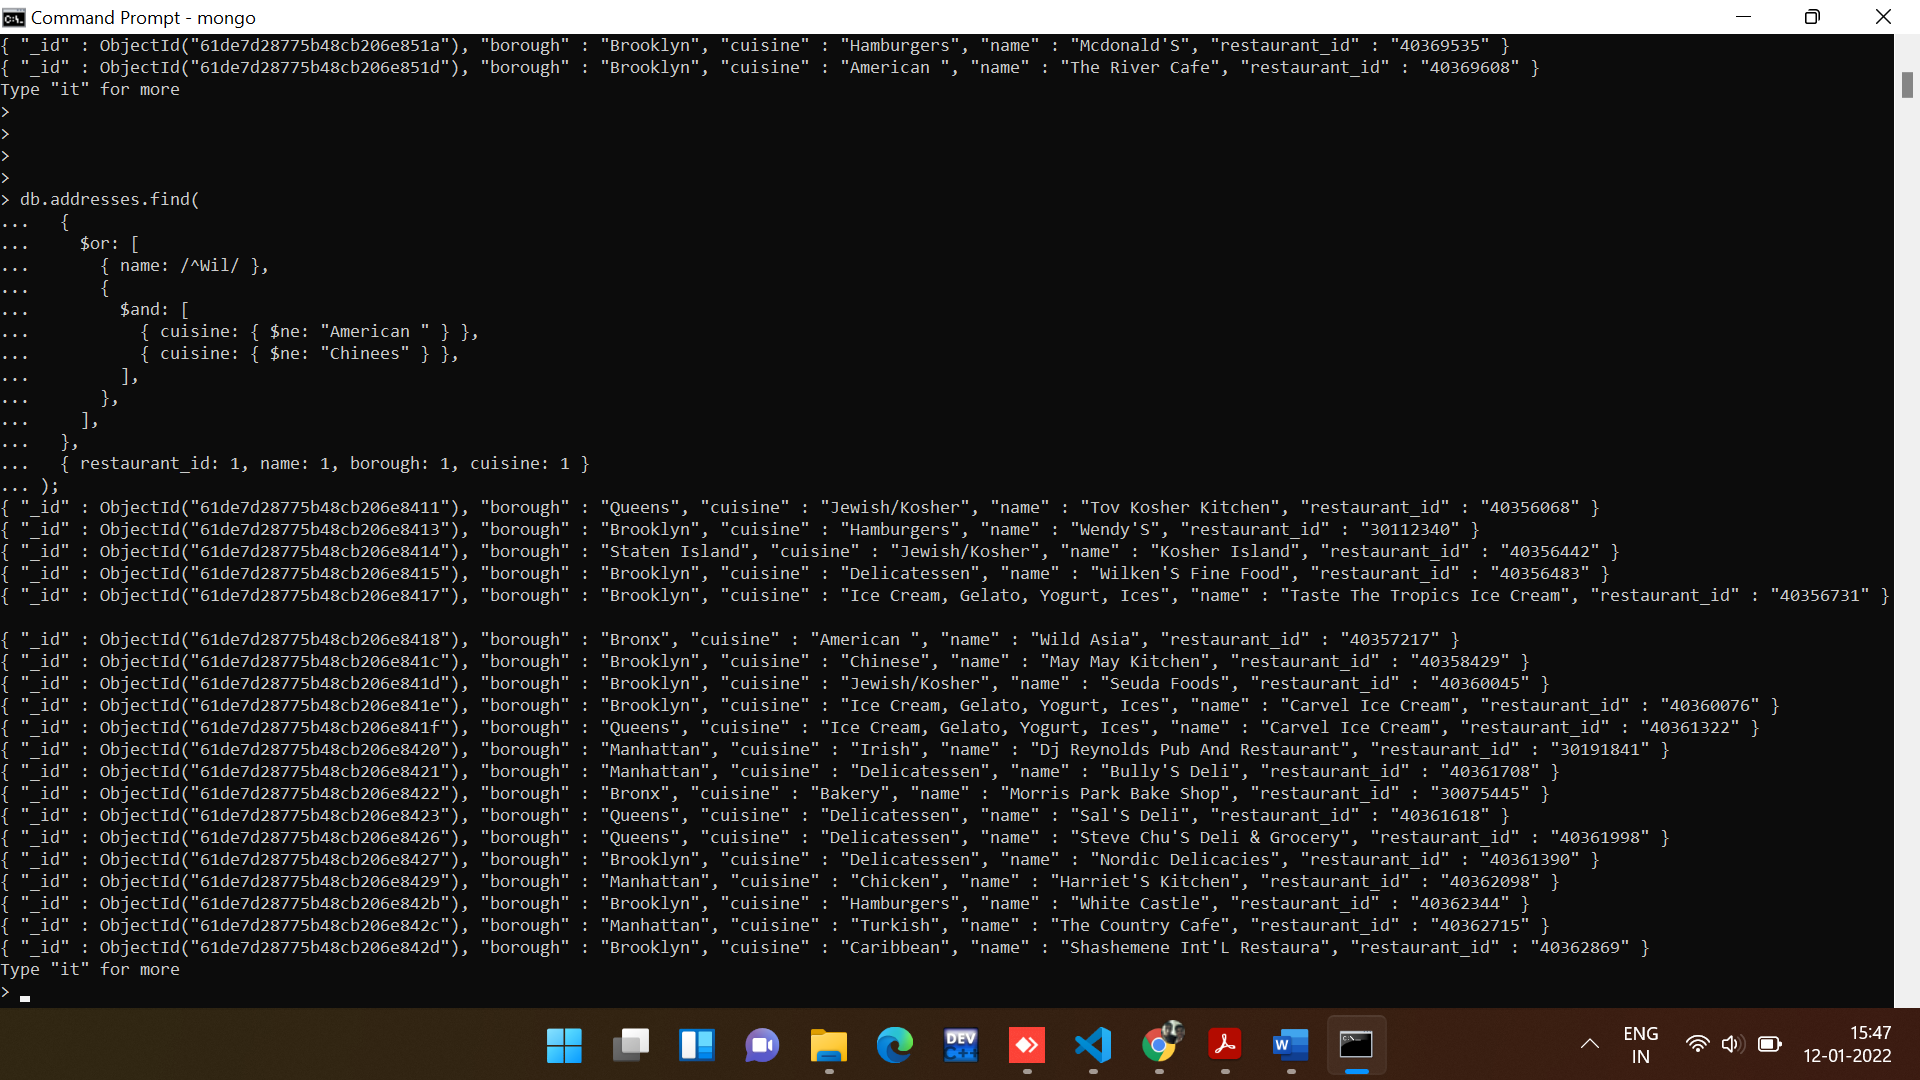 Command Prompt - mongo
{ "_id" : ObjectId("61de7d28775b48cb206e851a"), "borough" : "Brooklyn", "cuisine" : "Hamburgers", "name" : "Mcdonald'S", "restaurant_id" : "40369535" }
{ "_id" : ObjectId("61de7d28775b48cb206e851d"), "borough" : "Brooklyn", "cuisine" : "American ", "name" : "The River Cafe", "restaurant_id" : "40369608" }
Type "it" for more
>
>
>
>
> db.addresses.find(
...    {
...      $or: [
...        { name: /^Wil/ },
...        {
...          $and: [
...            { cuisine: { $ne: "American " } },
...            { cuisine: { $ne: "Chinees" } },
...          ],
...        },
...      ],
...    },
...    { restaurant_id: 1, name: 1, borough: 1, cuisine: 1 }
... );
{ "_id" : ObjectId("61de7d28775b48cb206e8411"), "borough" : "Queens", "cuisine" : "Jewish/Kosher", "name" : "Tov Kosher Kitchen", "restaurant_id" : "40356068" }
{ "_id" : ObjectId("61de7d28775b48cb206e8413"), "borough" : "Brooklyn", "cuisine" : "Hamburgers", "name" : "Wendy'S", "restaurant_id" : "30112340" }
{ "_id" : ObjectId("61de7d28775b48cb206e8414"), "borough" : "Staten Island", "cuisine" : "Jewish/Kosher", "name" : "Kosher Island", "restaurant_id" : "40356442" }
{ "_id" : ObjectId("61de7d28775b48cb206e8415"), "borough" : "Brooklyn", "cuisine" : "Delicatessen", "name" : "Wilken'S Fine Food", "restaurant_id" : "40356483" }
{ "_id" : ObjectId("61de7d28775b48cb206e8417"), "borough" : "Brooklyn", "cuisine" : "Ice Cream, Gelato, Yogurt, Ices", "name" : "Taste The Tropics Ice Cream", "restaurant_id" : "40356731" }
{ "_id" : ObjectId("61de7d28775b48cb206e8418"), "borough" : "Bronx", "cuisine" : "American ", "name" : "Wild Asia", "restaurant_id" : "40357217" }
{ "_id" : ObjectId("61de7d28775b48cb206e841c"), "borough" : "Brooklyn", "cuisine" : "Chinese", "name" : "May May Kitchen", "restaurant_id" : "40358429" }
{ "_id" : ObjectId("61de7d28775b48cb206e841d"), "borough" : "Brooklyn", "cuisine" : "Jewish/Kosher", "name" : "Seuda Foods", "restaurant_id" : "40360045" }
{ "_id" : ObjectId("61de7d28775b48cb206e841e"), "borough" : "Brooklyn", "cuisine" : "Ice Cream, Gelato, Yogurt, Ices", "name" : "Carvel Ice Cream", "restaurant_id" : "40360076" }
{ "_id" : ObjectId("61de7d28775b48cb206e841f"), "borough" : "Queens", "cuisine" : "Ice Cream, Gelato, Yogurt, Ices", "name" : "Carvel Ice Cream", "restaurant_id" : "40361322" }
{ "_id" : ObjectId("61de7d28775b48cb206e8420"), "borough" : "Manhattan", "cuisine" : "Irish", "name" : "Dj Reynolds Pub And Restaurant", "restaurant_id" : "30191841" }
{ "_id" : ObjectId("61de7d28775b48cb206e8421"), "borough" : "Manhattan", "cuisine" : "Delicatessen", "name" : "Bully'S Deli", "restaurant_id" : "40361708" }
{ "_id" : ObjectId("61de7d28775b48cb206e8422"), "borough" : "Bronx", "cuisine" : "Bakery", "name" : "Morris Park Bake Shop", "restaurant_id" : "30075445" }
{ "_id" : ObjectId("61de7d28775b48cb206e8423"), "borough" : "Queens", "cuisine" : "Delicatessen", "name" : "Sal'S Deli", "restaurant_id" : "40361618" }
{ "_id" : ObjectId("61de7d28775b48cb206e8426"), "borough" : "Queens", "cuisine" : "Delicatessen", "name" : "Steve Chu'S Deli & Grocery", "restaurant_id" : "40361998" }
{ "_id" : ObjectId("61de7d28775b48cb206e8427"), "borough" : "Brooklyn", "cuisine" : "Delicatessen", "name" : "Nordic Delicacies", "restaurant_id" : "40361390" }
{ "_id" : ObjectId("61de7d28775b48cb206e8429"), "borough" : "Manhattan", "cuisine" : "Chicken", "name" : "Harriet'S Kitchen", "restaurant_id" : "40362098" }
{ "_id" : ObjectId("61de7d28775b48cb206e842b"), "borough" : "Brooklyn", "cuisine" : "Hamburgers", "name" : "White Castle", "restaurant_id" : "40362344" }
{ "_id" : ObjectId("61de7d28775b48cb206e842c"), "borough" : "Manhattan", "cuisine" : "Turkish", "name" : "The Country Cafe", "restaurant_id" : "40362715" }
{ "_id" : ObjectId("61de7d28775b48cb206e842d"), "borough" : "Brooklyn", "cuisine" : "Caribbean", "name" : "Shashemene Int'L Restaura", "restaurant_id" : "40362869" }
Type "it" for more
>
DEV
C++
W
ENG
IN
15:47
12-01-2022